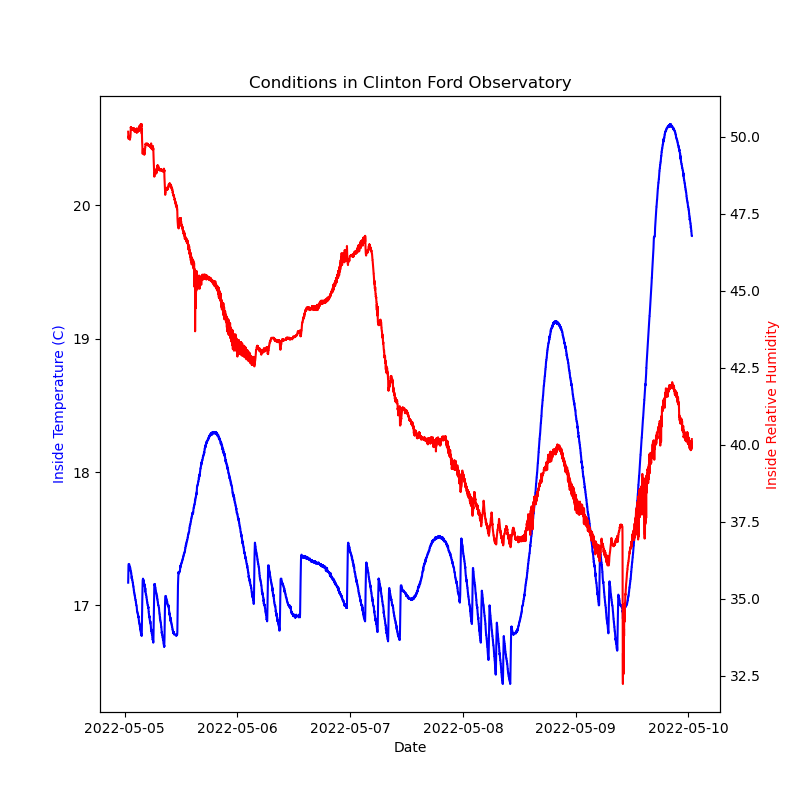 Conditions in Clinton Ford Observatory
20
19
18
17
Inside Temperature (C)
50.0
47.5
45.0
42.5
40.0
37.5
35.0
32.5
Inside Relative Humidity
2022-05-05 2022-05-06 2022-05-07 2022-05-08 2022-05-09 2022-05-10
Date